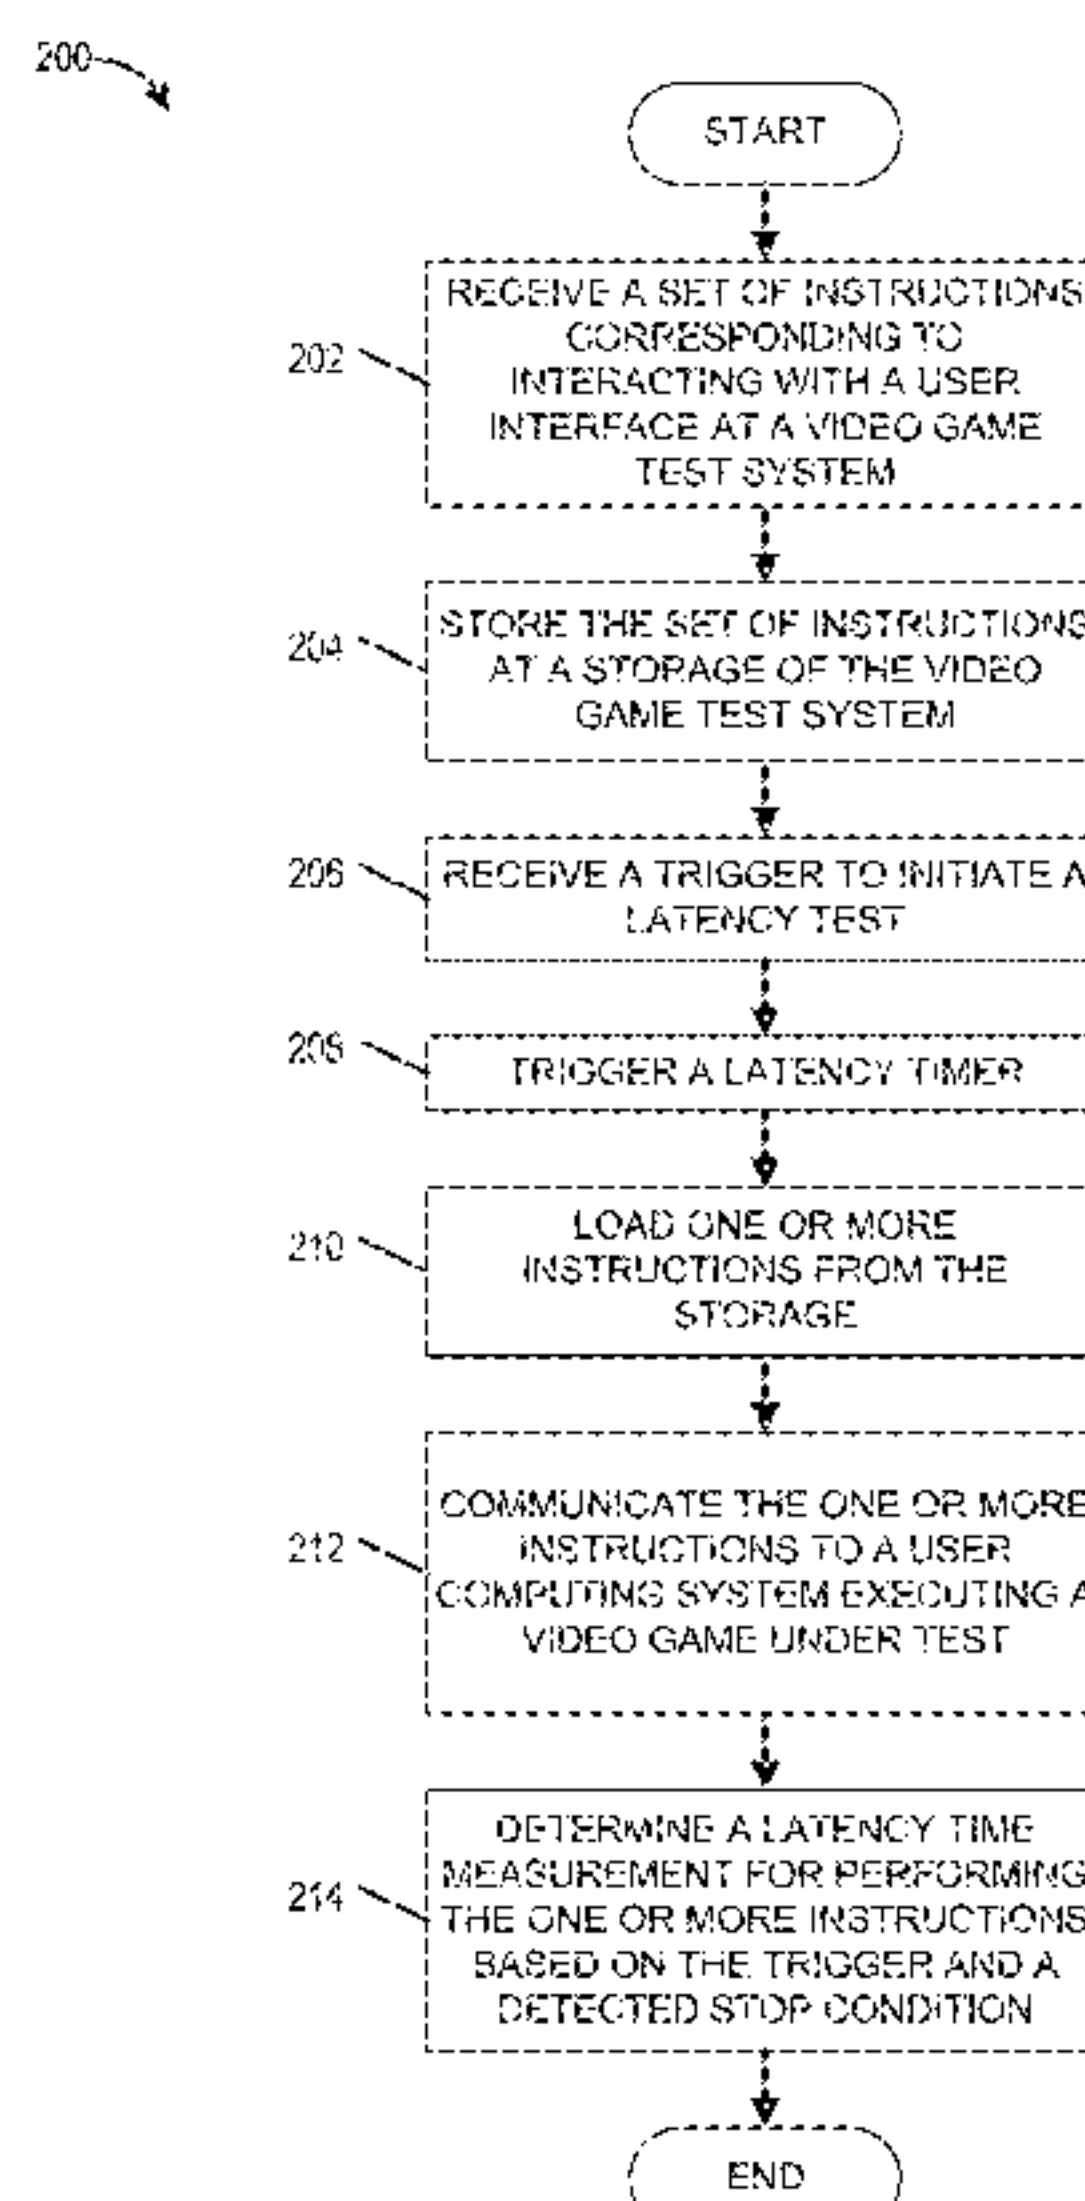 200
START
202
RECEIVE A SET OF INSTRUCTIONS
CORRESPONDING TO
INTERACTING WITH A USER
INTERFACE AT A VIDEO GAME
TEST SYSTEM
204
STORE THE SET OF INSTRUCTIONS
AT A STORAGE OF THE VIDEO
GAME TEST SYSTEM
206
RECEIVE A TRIGGER TO INITIATE A
LATENCY TEST
208
TRIGGER A LATENCY TIMER
210
LOAD ONE OR MORE
INSTRUCTIONS FROM THE
STORAGE
212
COMMUNICATE THE ONE OR MORE
INSTRUCTIONS TO A USER
COMPUTING SYSTEM EXECUTING A
VIDEO GAME UNDER TEST
214
DETERMINE A LATENCY TIME
MEASUREMENT FOR PERFORMING
THE ONE OR MORE INSTRUCTIONS
BASED ON THE TRIGGER AND A
DETECTED STOP CONDITION
END